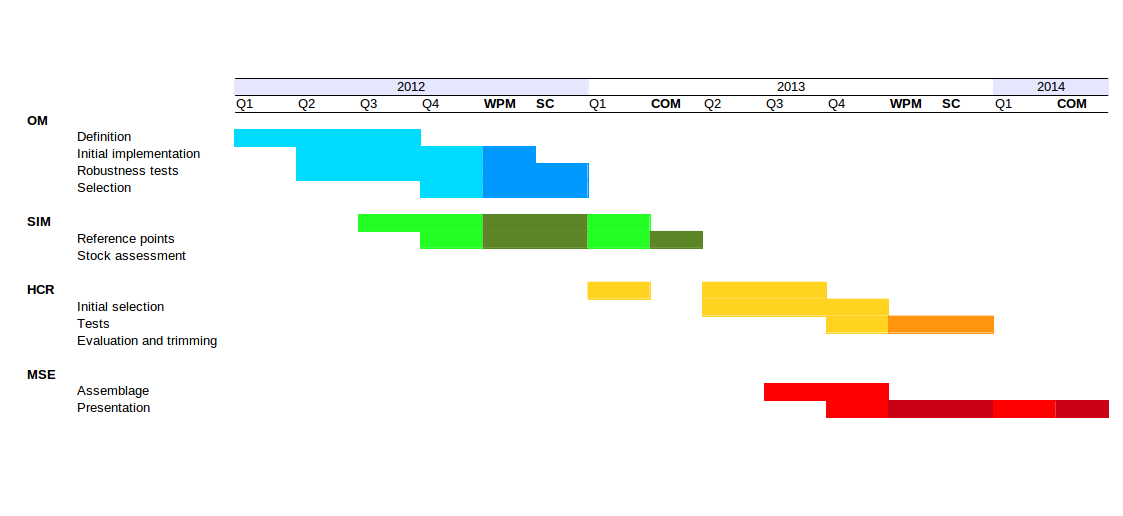 2012 2013 2014
Q1 Q2 Q3 Q4 WPM SC Q1 COM Q2 Q3 Q4 WPM SC Q1 COM
OM
Definition
Initial implementation
Robustness tests
Selection
SIM
Reference points
Stock assessment
HCR
Initial selection
Tests
Evaluation and trimming
MSE
Assemblage
Presentation